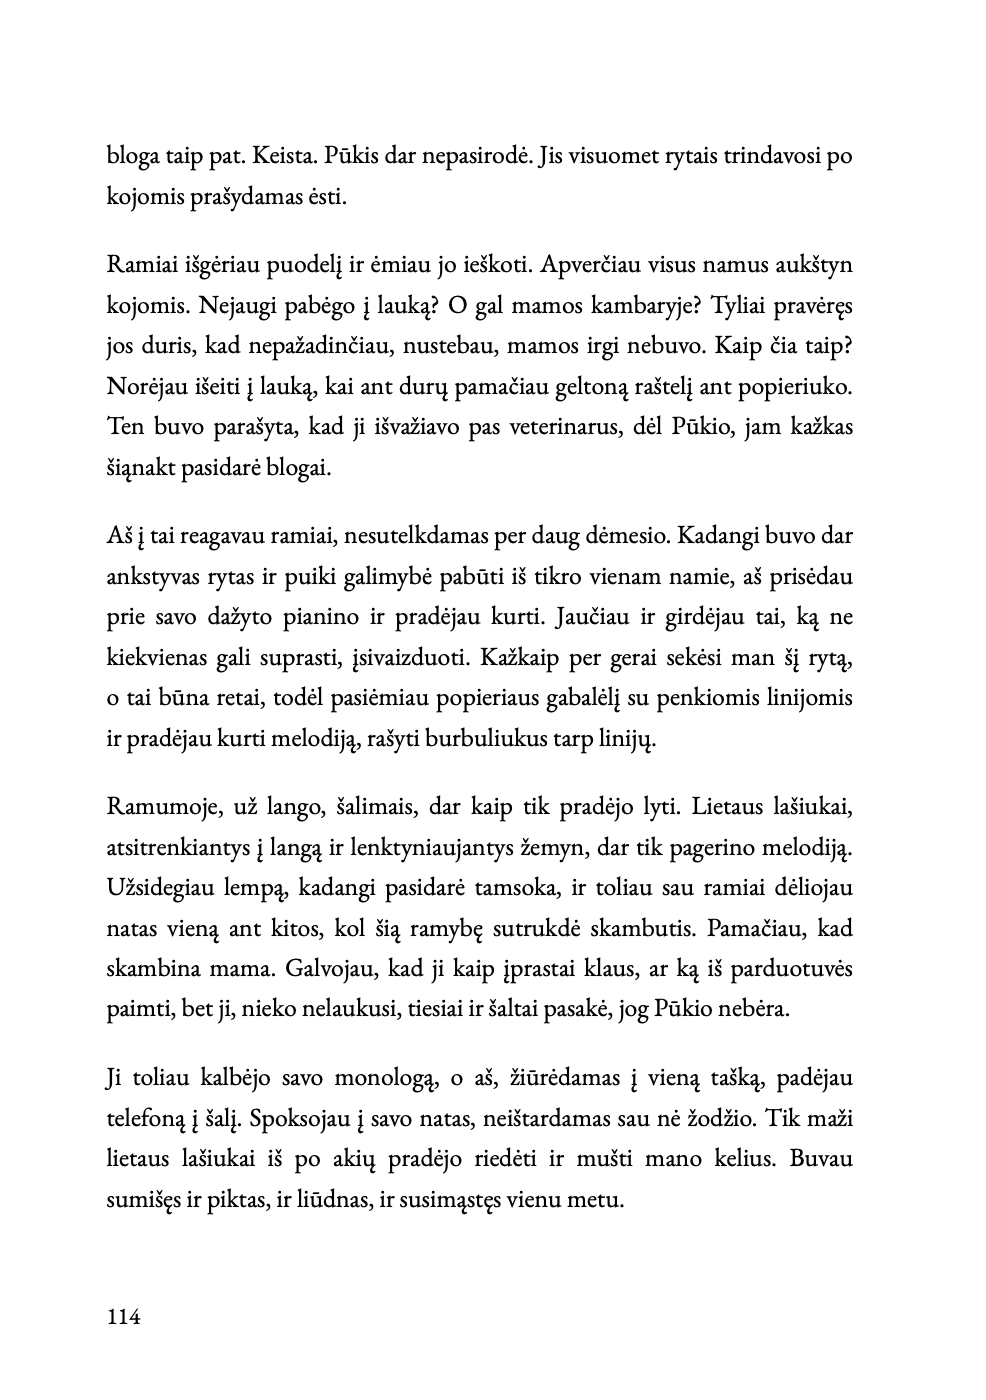 bloga taip pat. Keista. Pūkis dar nepasirodė. Jis visuomet rytais trindavosi po
kojomis prašydamas ėsti.
Ramiai išgėriau puodelį ir ėmiau jo ieškoti. Apverčiau visus namus aukštyn
kojomis. Nejaugi pabėgo į lauką? O gal mamos kambaryje? Tyliai pravėręs
jos duris, kad nepažadinčiau, nustebau, mamos irgi nebuvo. Kaip čia taip?
Norėjau išeiti į lauką, kai ant durų pamačiau geltoną raštelį ant popieriuko.
Ten buvo parašyta, kad ji išvažiavo pas veterinarus, dėl Pūkio, jam kažkas
šiąnakt pasidarė blogai.
Aš į tai reagavau ramiai, nesutelkdamas per daug dėmesio. Kadangi buvo dar
ankstyvas rytas ir puiki galimybė pabūti iš tikro vienam namie, aš prisėdau
prie savo dažyto pianino ir pradėjau kurti. Jaučiau ir girdėjau tai, ką ne
kiekvienas gali suprasti, įsivaizduoti. Kažkaip per gerai sekėsi man šį rytą,
o tai būna retai, todėl pasiėmiau popieriaus gabalėlį su penkiomis linijomis
ir pradėjau kurti melodiją, rašyti burbuliukus tarp linijų.
Ramumoje, už lango, šalimais, dar kaip tik pradėjo lyti. Lietaus lašiukai,
atsitrenkiantys į langą ir lenktyniaujantys žemyn, dar tik pagerino melodiją.
Užsidegiau lempą, kadangi pasidarė tamsoka, ir toliau sau ramiai dėliojau
natas vieną ant kitos, kol šią ramybę sutrukdė skambutis. Pamačiau, kad
skambina mama. Galvojau, kad ji kaip įprastai klaus, ar ką iš parduotuvės
paimti, bet ji, nieko nelaukusi, tiesiai ir šaltai pasakė, jog Pūkio nebėra.
Ji toliau kalbėjo savo monologą, o aš, žiūrėdamas į vieną tašką, padėjau
telefoną į šalį. Spoksojau į savo natas, neištardamas sau nė žodžio. Tik maži
lietaus lašiukai iš po akių pradėjo riedėti ir mušti mano kelius. Buvau
sumišęs ir piktas, ir liūdnas, ir susimąstęs vienu metu.
114